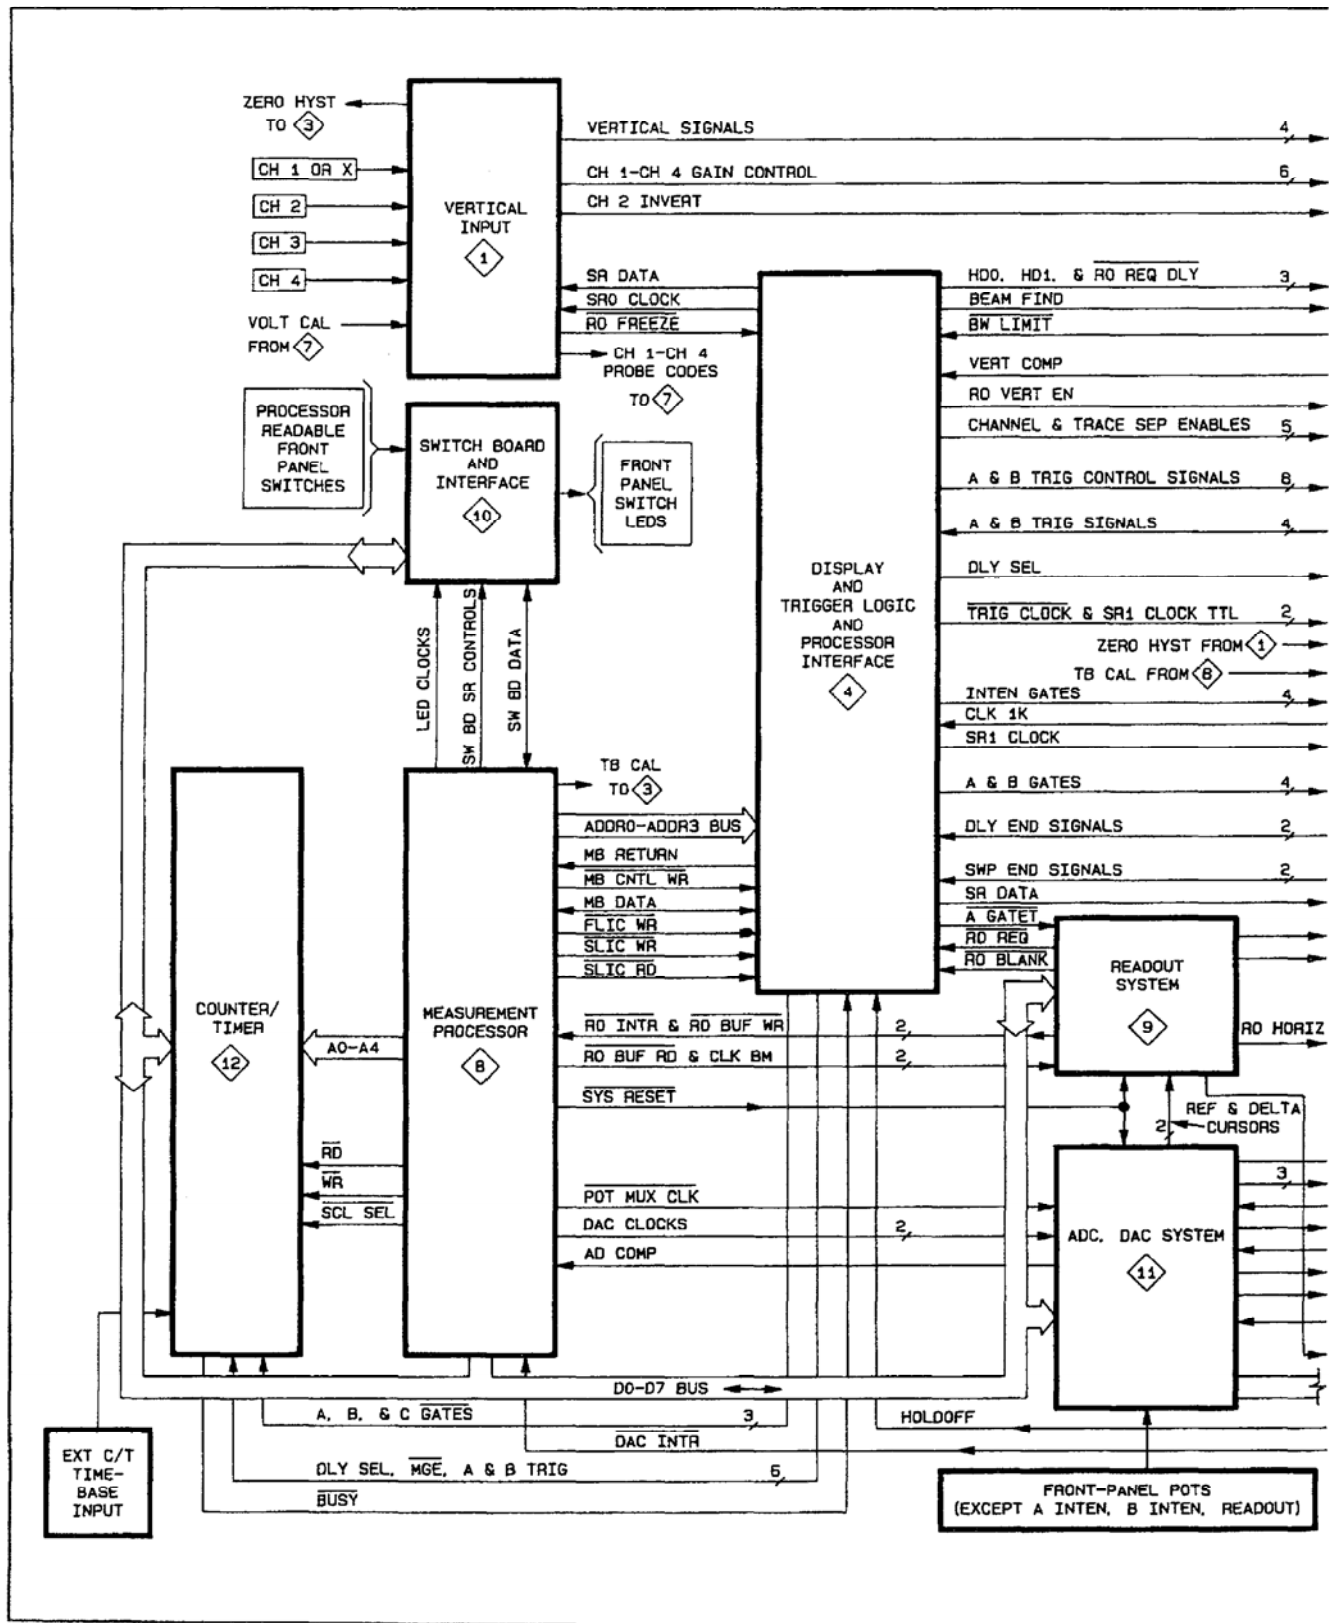 ZERO HYST
TO 3
CH 1 OR X
CH 2
CH 3
CH 4
VOLT CAL
FROM 7
VERTICAL
INPUT
1
VERTICAL SIGNALS
4
CH 1-CH 4 GAIN CONTROL
6
CH 2 INVERT
SR DATA
SR0 CLOCK
RO FREEZE
CH 1-CH 4
PROBE CODES
TO 7
PROCESSOR
READABLE
FRONT
PANEL
SWITCHES
SWITCH BOARD
AND
INTERFACE
10
FRONT
PANEL
SWITCH
LEDS
LED CLOCKS
SW BD SR CONTROLS
SW BD DATA
DISPLAY
AND
TRIGGER LOGIC
AND
PROCESSOR
INTERFACE
4
HD0, HD1, & RO REQ DLY
3
BEAM FIND
BW LIMIT
VERT COMP
RO VERT EN
CHANNEL & TRACE SEP ENABLES
5
A & B TRIG CONTROL SIGNALS
8
A & B TRIG SIGNALS
4
DLY SEL
TRIG CLOCK & SR1 CLOCK TTL
2
ZERO HYST FROM 1
TB CAL FROM 8
INTEN GATES
4
CLK 1K
SR1 CLOCK
A & B GATES
4
DLY END SIGNALS
2
SWP END SIGNALS
2
SR DATA
A GATET
RO REQ
RO BLANK
COUNTER/
TIMER
12
A0-A4
RD
WR
SCL SEL
MEASUREMENT
PROCESSOR
8
TB CAL
TO 3
ADDR0-ADDR3 BUS
MB RETURN
MB CNTL WR
MB DATA
FLIC WR
SLIC WR
SLIC RD
RO INTR & RO BUF WR
2
RO BUF RD & CLK BM
2
SYS RESET
POT MUX CLK
DAC CLOCKS
2
AD COMP
READOUT
SYSTEM
9
RO HORIZ
REF & DELTA
CURSORS
2
ADC, DAC SYSTEM
11
3
D0-D7 BUS
A, B, & C GATES
3
HOLDOFF
DAC INTR
DLY SEL, MGE, A & B TRIG
6
BUSY
EXT C/T
TIME-
BASE
INPUT
FRONT-PANEL POTS
(EXCEPT A INTEN, B INTEN, READOUT)